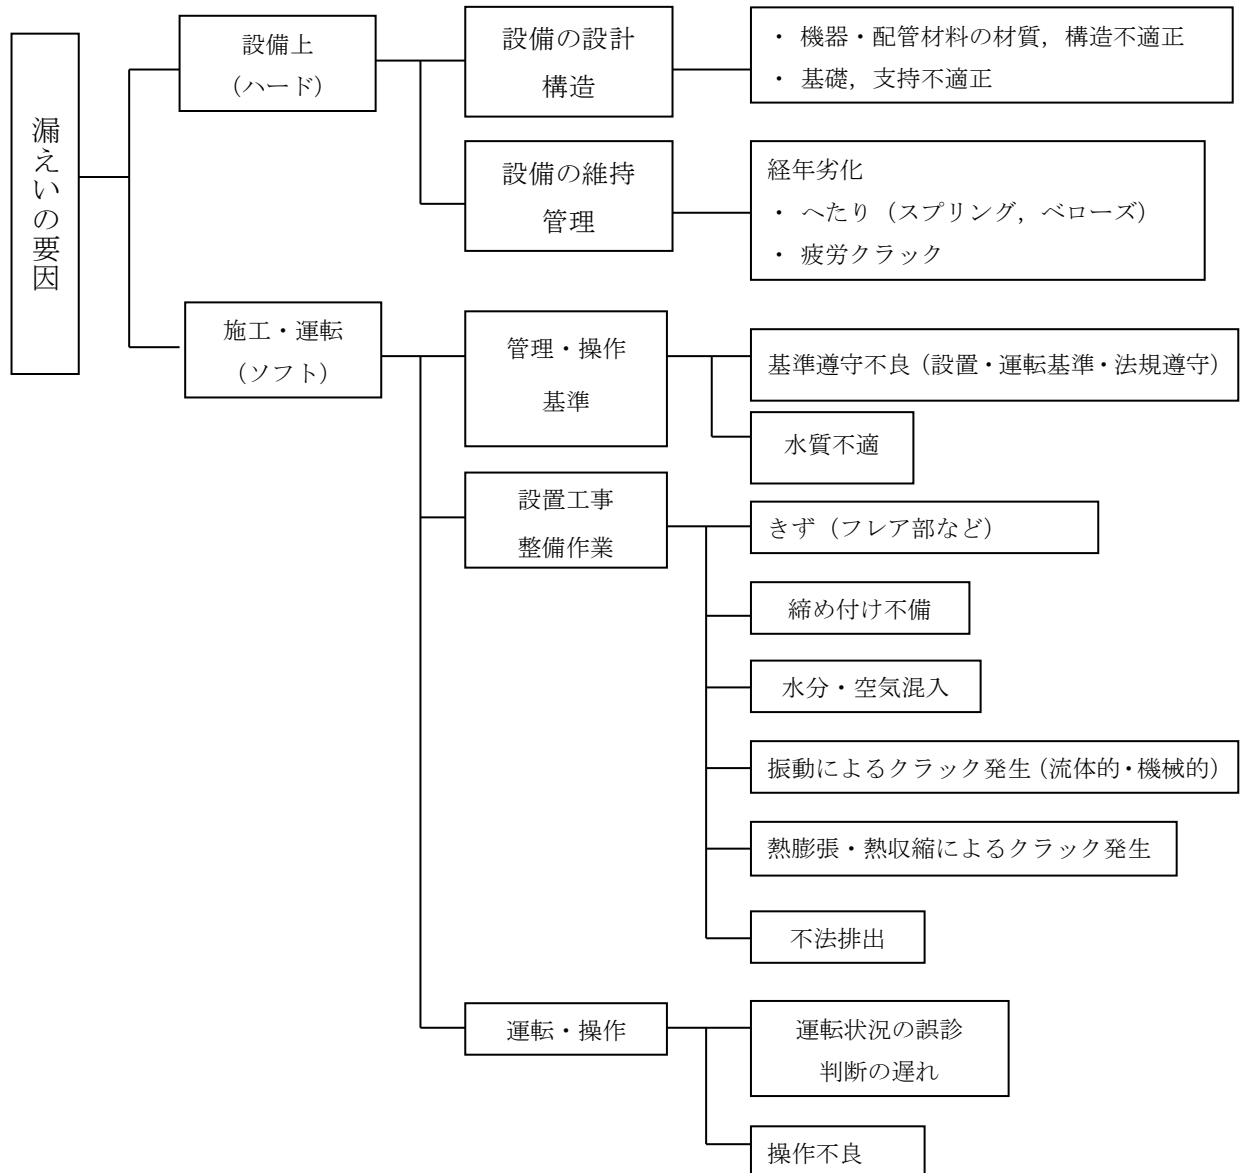 漏えいの要因
設備上
（ハード）
設備の設計
構造
・ 機器・配管材料の材質，構造不適正
・ 基礎，支持不適正
設備の維持
管理
経年劣化
・ へたり（スプリング，ベローズ）
・ 疲労クラック
施工・運転
（ソフト）
管理・操作
基準
基準遵守不良（設置・運転基準・法規遵守）
水質不適
設置工事
整備作業
きず（フレア部など）
締め付け不備
水分・空気混入
振動によるクラック発生（流体的・機械的）
熱膨張・熱収縮によるクラック発生
不法排出
運転・操作
運転状況の誤診
判断の遅れ
操作不良